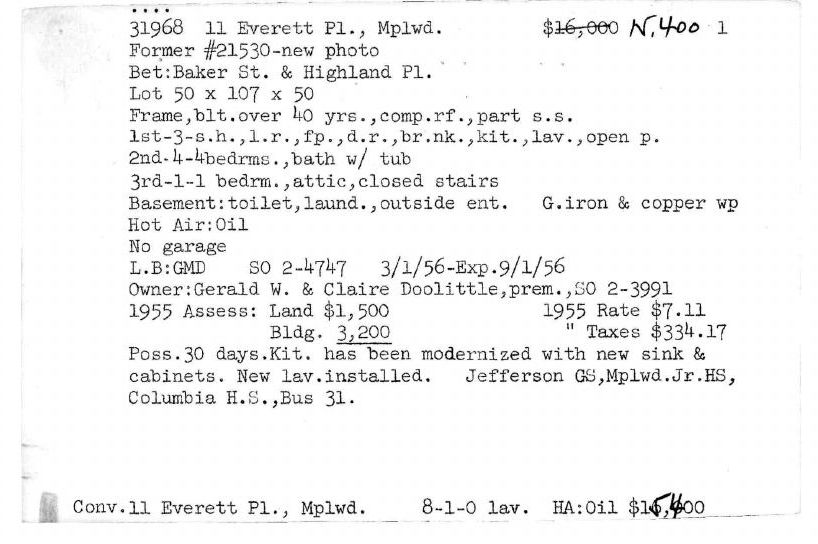 ....
31968 11 Everett Pl., Mplwd. $16,000 15,400 1
Former #21530-new photo
Bet:Baker St. & Highland Pl.
Lot 50 x 107 x 50
Frame,blt.over 40 yrs.,comp.rf.,part s.s.
1st-3-s.h.,l.r.,fp.,d.r.,br.nk.,kit.,lav.,open p.
2nd-4-4bedrms.,bath w/ tub
3rd-1-1 bedrm.,attic,closed stairs
Basement:toilet,laund.,outside ent. G.iron & copper wp
Hot Air:Oil
No garage
L.B:GMD SO 2-4747 3/1/56-Exp.9/1/56
Owner:Gerald W. & Claire Doolittle,prem.,SO 2-3991
1955 Assess: Land $1,500 1955 Rate $7.11
Bldg. 3,200 " Taxes $334.17
Poss.30 days.Kit. has been modernized with new sink &
cabinets. New lav.installed. Jefferson GS,Mplwd.Jr.HS,
Columbia H.S.,Bus 31.
Conv.11 Everett Pl., Mplwd. 8-1-0 lav. HA:Oil $15,400